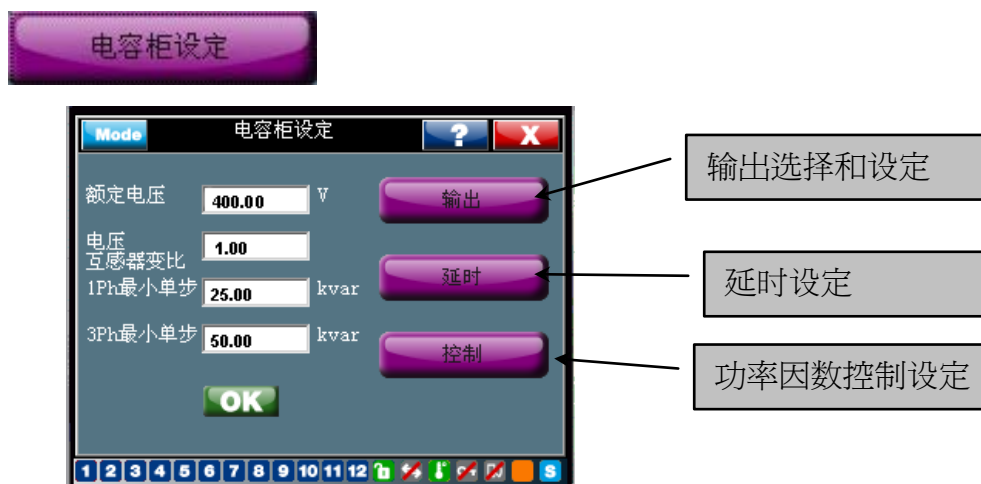 电容柜设定
Mode 电容柜设定 ? X
额定电压 400.00 V 输出
输出选择和设定
电压
互感器变比 1.00
1Ph最小单步 25.00 kvar 延时
延时设定
3Ph最小单步 50.00 kvar 控制
功率因数控制设定
OK
1 2 3 4 5 6 7 8 9 10 11 12 S